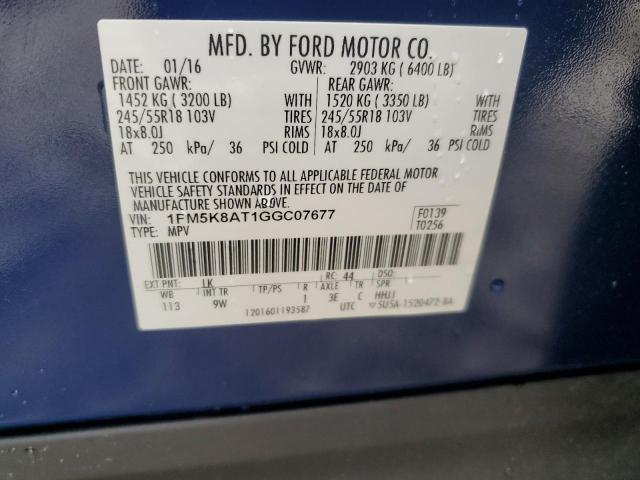 MFD. BY FORD MOTOR CO.
DATE: 01/16 GVWR: 2903 KG (6400 LB)
FRONT GAWR: REAR GAWR:
1452 KG (3200 LB) WITH 1520 KG (3350 LB) WITH
245/55R18 103V TIRES 245/55R18 103V TIRES
18x8.0J RIMS 18x8.0J RIMS
AT 250 kPa/ 36 PSI COLD AT 250 kPa/ 36 PSI COLD
THIS VEHICLE CONFORMS TO ALL APPLICABLE FEDERAL MOTOR
VEHICLE SAFETY STANDARDS IN EFFECT ON THE DATE OF
MANUFACTURE SHOWN ABOVE.
VIN: 1FM5K8AT1GGC07677 F0139
TYPE: MPV T0256
EXT PNT: LK RC: 44 DSO:
WB INT TR TP/PS R AXLE TR SPR
113 9W 1 3E C HHJJ
1201601193587 UTC ▽5U5A-1520472-BA